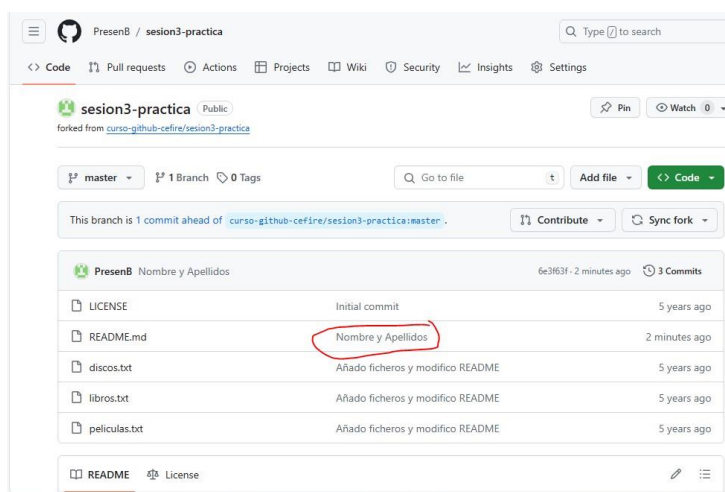 PresenB / sesion3-practica
Type / to search
<> Code Pull requests Actions Projects Wiki Security Insights Settings
sesion3-practica Public
Pin Watch 0
forked from curso-github-cefire/sesion3-practica
master 1 Branch 0 Tags Go to file t Add file <> Code
This branch is 1 commit ahead of curso-github-cefire/sesion3-practica:master . Contribute Sync fork
PresenB Nombre y Apellidos 6e3f63f · 2 minutes ago 3 Commits
LICENSE Initial commit 5 years ago
README.md Nombre y Apellidos 2 minutes ago
discos.txt Añado ficheros y modifico README 5 years ago
libros.txt Añado ficheros y modifico README 5 years ago
peliculas.txt Añado ficheros y modifico README 5 years ago
README License